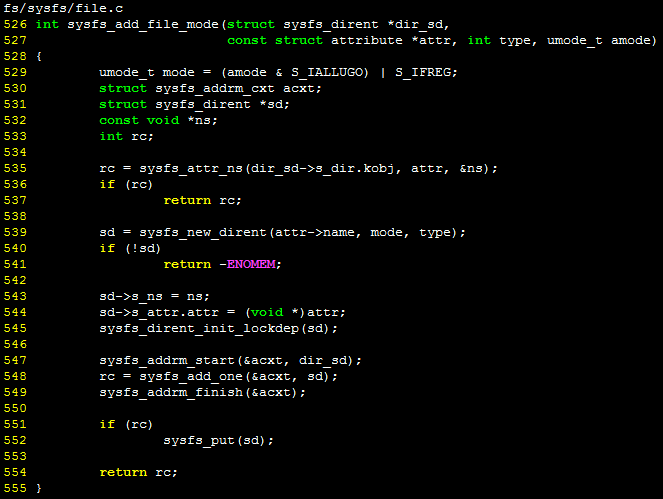 fs/sysfs/file.c
526 int sysfs_add_file_mode(struct sysfs_dirent *dir_sd,
527                         const struct attribute *attr, int type, umode_t amode)
528 {
529         umode_t mode = (amode & S_IALLUGO) | S_IFREG;
530         struct sysfs_addrm_cxt acxt;
531         struct sysfs_dirent *sd;
532         const void *ns;
533         int rc;
534
535         rc = sysfs_attr_ns(dir_sd->s_dir.kobj, attr, &ns);
536         if (rc)
537                 return rc;
538
539         sd = sysfs_new_dirent(attr->name, mode, type);
540         if (!sd)
541                 return -ENOMEM;
542
543         sd->s_ns = ns;
544         sd->s_attr.attr = (void *)attr;
545         sysfs_dirent_init_lockdep(sd);
546
547         sysfs_addrm_start(&acxt, dir_sd);
548         rc = sysfs_add_one(&acxt, sd);
549         sysfs_addrm_finish(&acxt);
550
551         if (rc)
552                 sysfs_put(sd);
553
554         return rc;
555 }